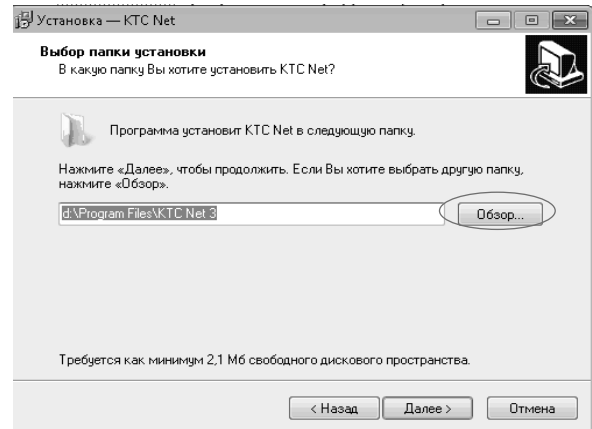 Установка — KTC Net
Выбор папки установки
В какую папку Вы хотите установить KTC Net?
Программа установит KTC Net в следующую папку.
Нажмите «Далее», чтобы продолжить. Если Вы хотите выбрать другую папку,
нажмите «Обзор».
d:\Program Files\KTC Net 3
Обзор...
Требуется как минимум 2,1 Мб свободного дискового пространства.
< Назад
Далее >
Отмена